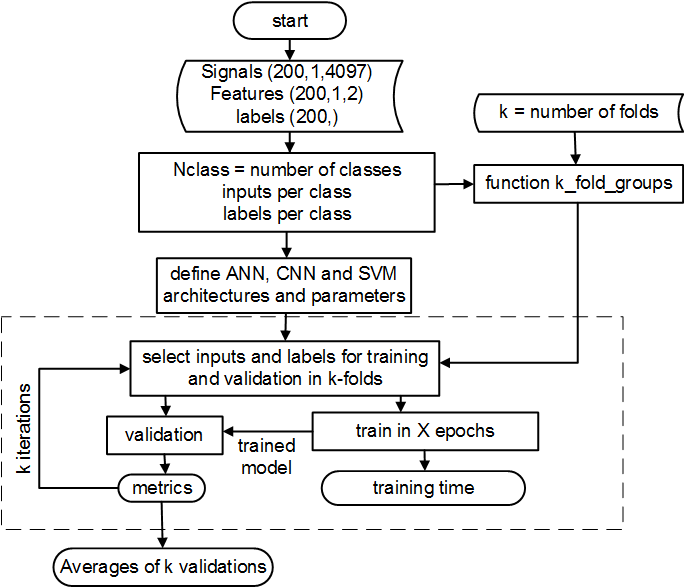 start
Signals (200,1,4097)
Features (200,1,2)
labels (200,)
k = number of folds
Nclass = number of classes
inputs per class
labels per class
function k_fold_groups
define ANN, CNN and SVM
architectures and parameters
select inputs and labels for training
and validation in k-folds
k iterations
validation
trained
model
train in X epochs
metrics
training time
Averages of k validations